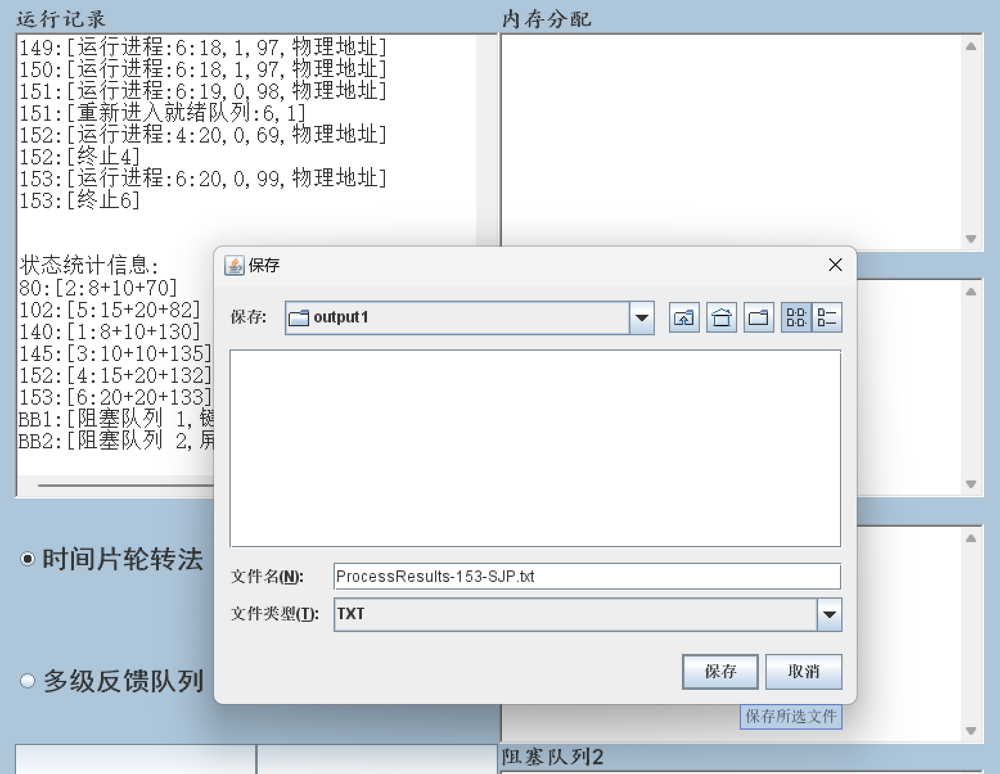 运行记录
149:[运行进程:6:18,1,97,物理地址]
150:[运行进程:6:18,1,97,物理地址]
151:[运行进程:6:19,0,98,物理地址]
151:[重新进入就绪队列:6,1]
152:[运行进程:4:20,0,69,物理地址]
152:[终止4]
153:[运行进程:6:20,0,99,物理地址]
153:[终止6]
状态统计信息:
80:[2:8+10+70]
102:[5:15+20+82]
140:[1:8+10+130]
145:[3:10+10+135]
152:[4:15+20+132]
153:[6:20+20+133]
BB1:[阻塞队列 1,键
BB2:[阻塞队列 2,屏
时间片轮转法
多级反馈队列
内存分配
保存
保存:
output1
文件名(N):
ProcessResults-153-SJP.txt
文件类型(T):
TXT
保存
取消
保存所选文件
阻塞队列2